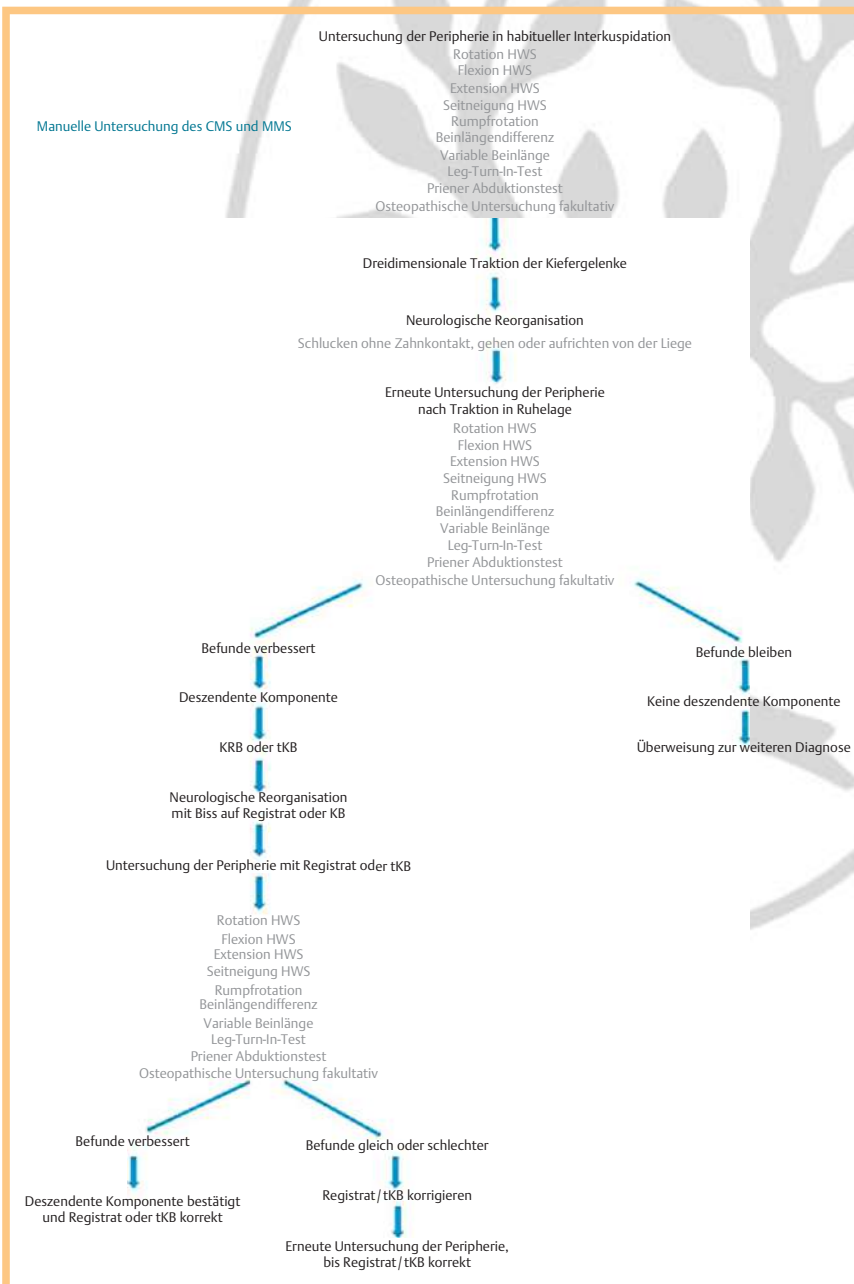 Untersuchung der Peripherie in habitueller Interkuspidation
Rotation HWS
Flexion HWS
Extension HWS
Seitneigung HWS
Manuelle Untersuchung des CMS und MMS
Rumpfrotation
Beinlängendifferenz
Variable Beinlänge
Leg-Turn-In-Test
Priener Abduktionstest
Osteopathische Untersuchung fakultativ
Dreidimensionale Traktion der Kiefergelenke
Neurologische Reorganisation
Schlucken ohne Zahnkontakt, gehen oder aufrichten von der Liege
Erneute Untersuchung der Peripherie
nach Traktion in Ruhelage
Rotation HWS
Flexion HWS
Extension HWS
Seitneigung HWS
Rumpfrotation
Beinlängendifferenz
Variable Beinlänge
Leg-Turn-In-Test
Priener Abduktionstest
Osteopathische Untersuchung fakultativ
Befunde verbessert
Deszendente Komponente
KRB oder tKB
Neurologische Reorganisation
mit Biss auf Registrat oder KB
Untersuchung der Peripherie mit Registrat oder tKB
Rotation HWS
Flexion HWS
Extension HWS
Seitneigung HWS
Rumpfrotation
Beinlängendifferenz
Variable Beinlänge
Leg-Turn-In-Test
Priener Abduktionstest
Osteopathische Untersuchung fakultativ
Befunde verbessert
Deszendente Komponente bestätigt
und Registrat oder tKB korrekt
Befunde gleich oder schlechter
Registrat/tKB korrigieren
Erneute Untersuchung der Peripherie,
bis Registrat/tKB korrekt
Befunde bleiben
Keine deszendente Komponente
Überweisung zur weiteren Diagnose